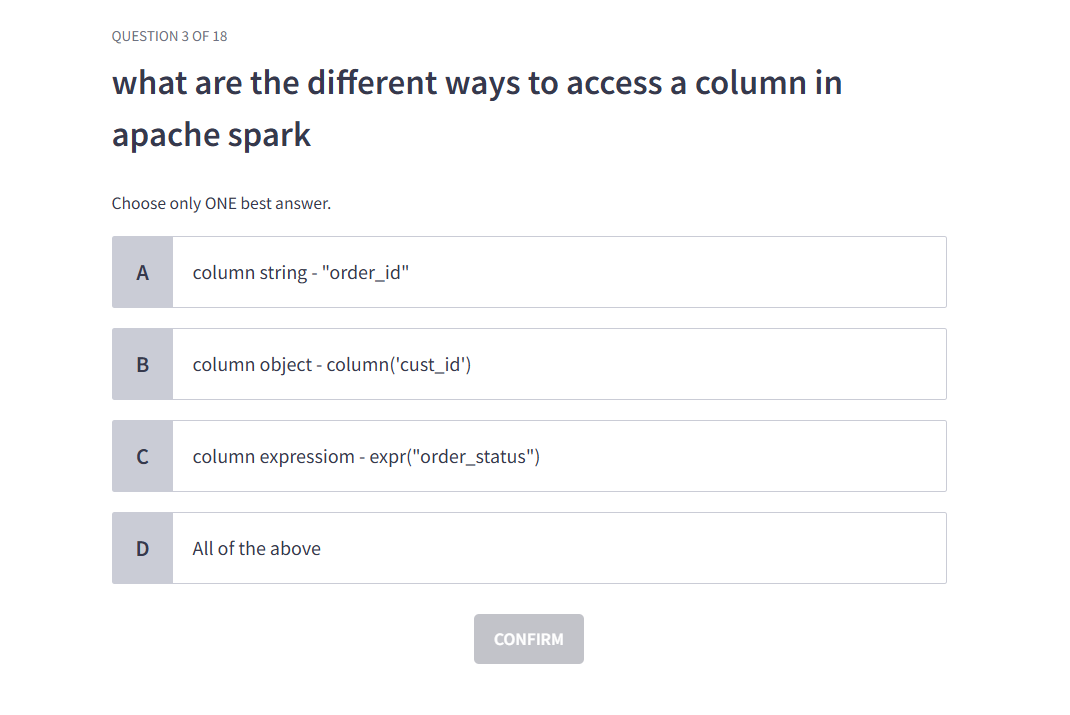 QUESTION 3 OF 18
what are the different ways to access a column in
apache spark
Choose only ONE best answer.
A column string - "order_id"
B column object - column('cust_id')
C column expressiom - expr("order_status")
D All of the above
CONFIRM